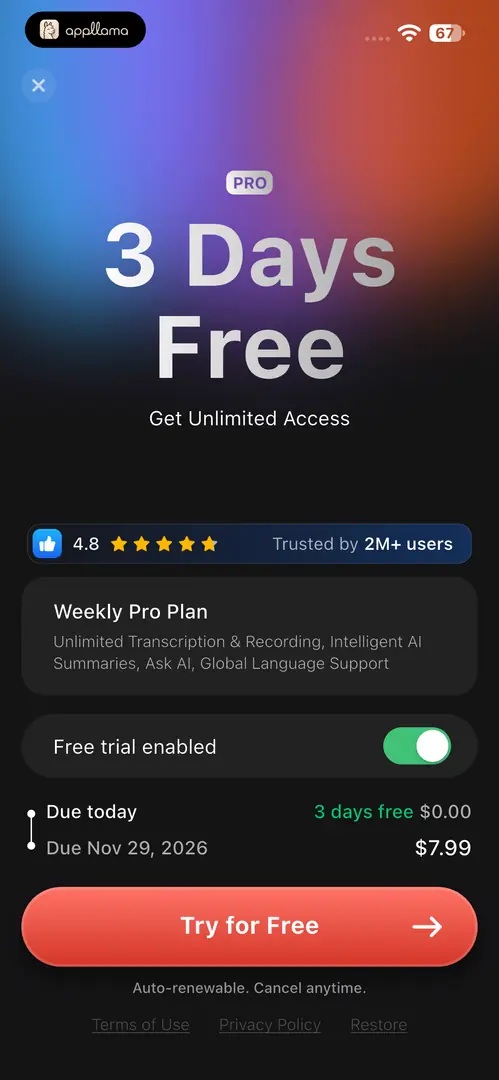 appllama
67
PRO
3 Days
Free
Get Unlimited Access
4.8 Trusted by 2M+ users
Weekly Pro Plan
Unlimited Transcription & Recording, Intelligent AI
Summaries, Ask AI, Global Language Support
Free trial enabled
Due today 3 days free $0.00
Due Nov 29, 2026 $7.99
Try for Free
Auto-renewable. Cancel anytime.
Terms of Use Privacy Policy Restore